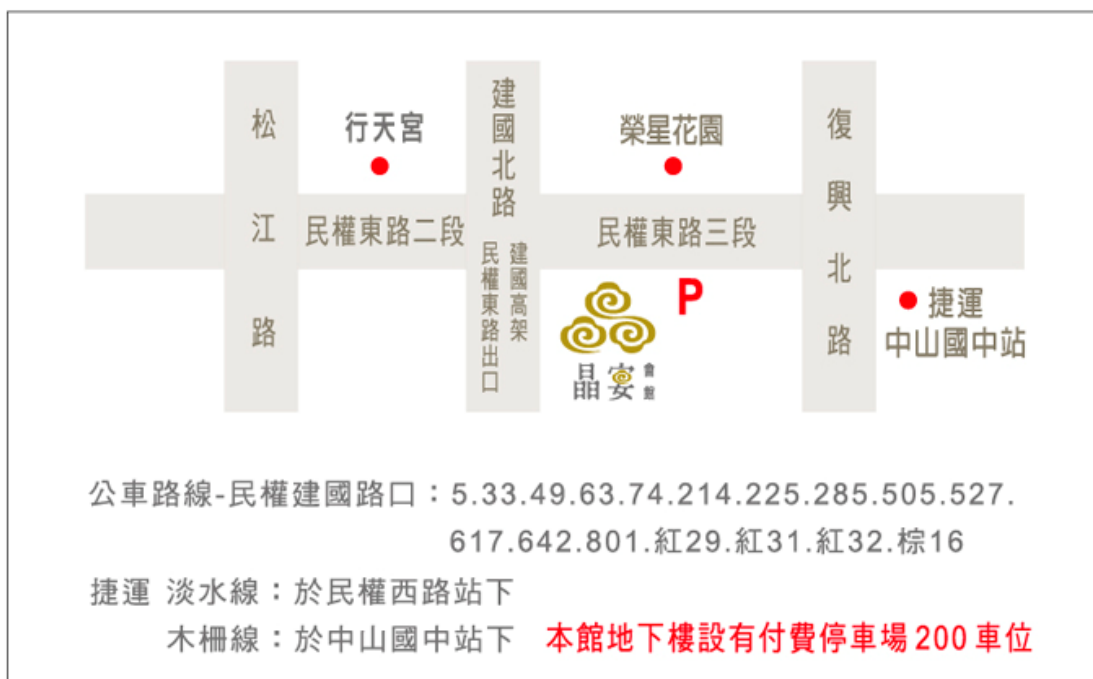 松江路
行天宮
建國北路
榮星花園
復興北路
民權東路二段
民權東路三段
建國高架
民權東路出口
P
捷運
中山國中站
晶宴會館
公車路線-民權建國路口：5.33.49.63.74.214.225.285.505.527.
617.642.801.紅29.紅31.紅32.棕16
捷運 淡水線：於民權西路站下
木柵線：於中山國中站下 本館地下樓設有付費停車場200車位